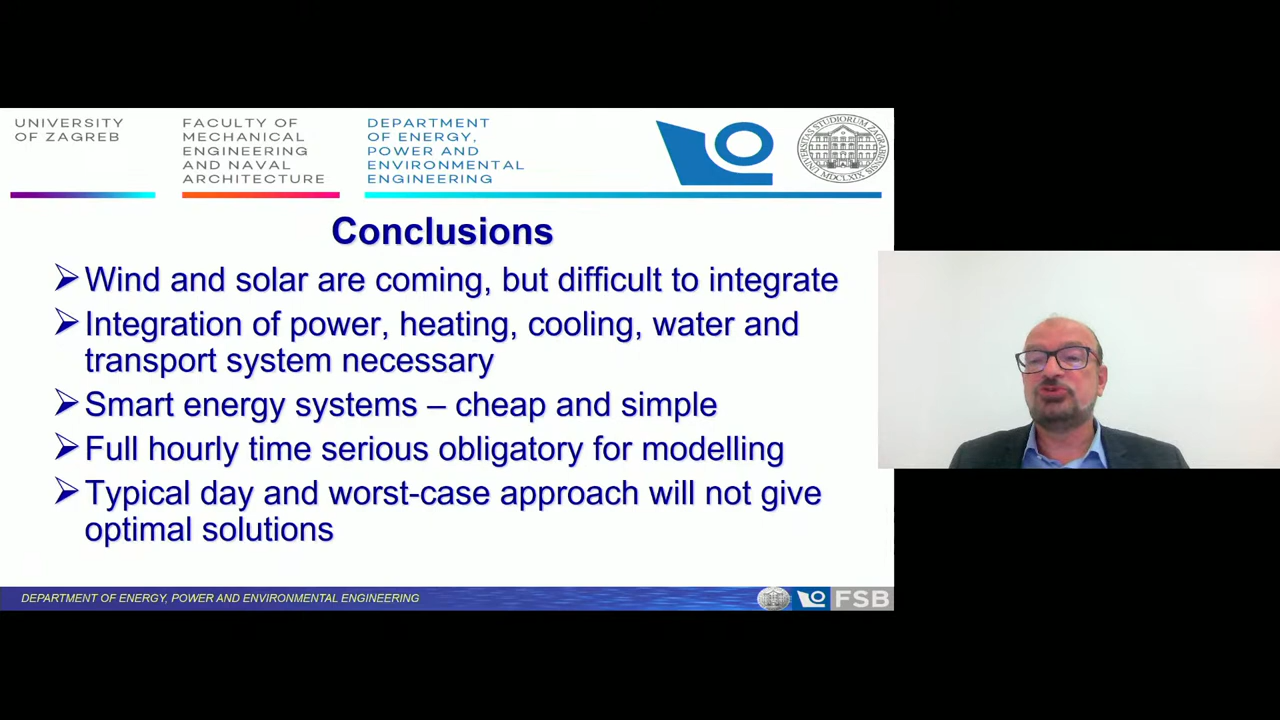 UNIVERSITY
OF ZAGREB
FACULTY OF
MECHANICAL
ENGINEERING
AND NAVAL
ARCHITECTURE
DEPARTMENT
OF ENERGY,
POWER AND
ENVIRONMENTAL
ENGINEERING
Conclusions
Wind and solar are coming, but difficult to integrate
Integration of power, heating, cooling, water and
transport system necessary
Smart energy systems – cheap and simple
Full hourly time serious obligatory for modelling
Typical day and worst-case approach will not give
optimal solutions
DEPARTMENT OF ENERGY, POWER AND ENVIRONMENTAL ENGINEERING
FSB